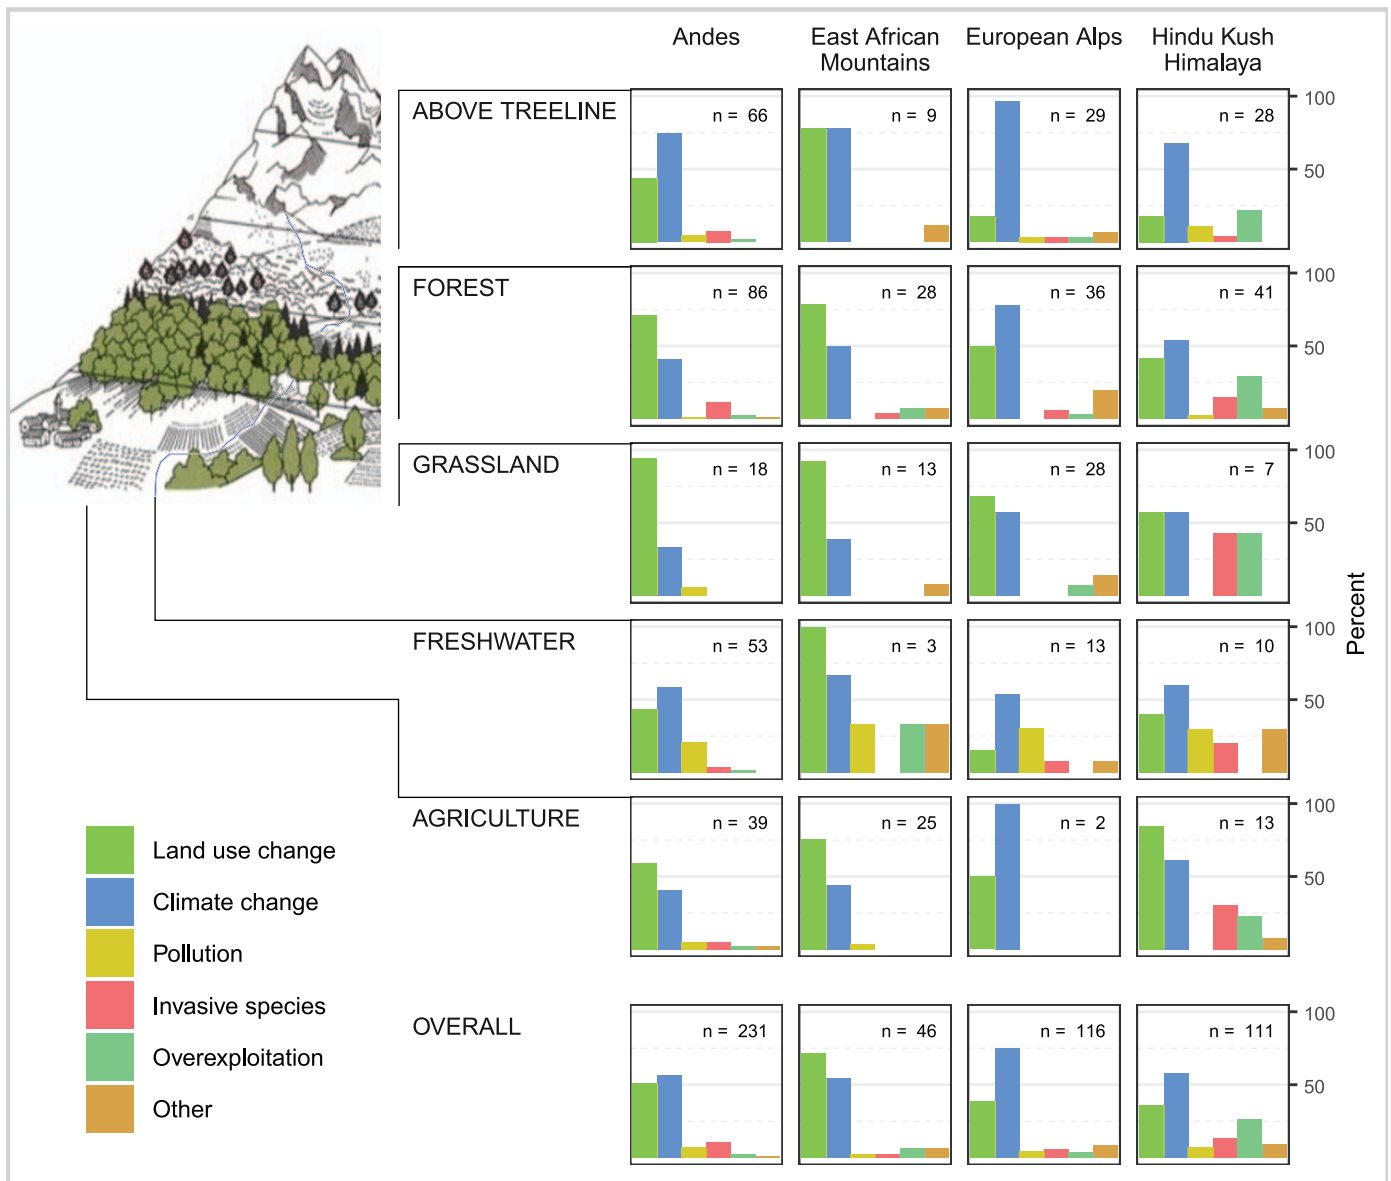 Andes
East African
Mountains
European Alps
Hindu Kush
Himalaya
ABOVE TREELINE
n = 66
n = 9
n = 29
n = 28
100
50
FOREST
n = 86
n = 28
n = 36
n = 41
100
50
GRASSLAND
n = 18
n = 13
n = 28
n = 7
100
50
FRESHWATER
n = 53
n = 3
n = 13
n = 10
100
50
Percent
AGRICULTURE
n = 39
n = 25
n = 2
n = 13
100
50
OVERALL
n = 231
n = 46
n = 116
n = 111
100
50
Land use change
Climate change
Pollution
Invasive species
Overexploitation
Other